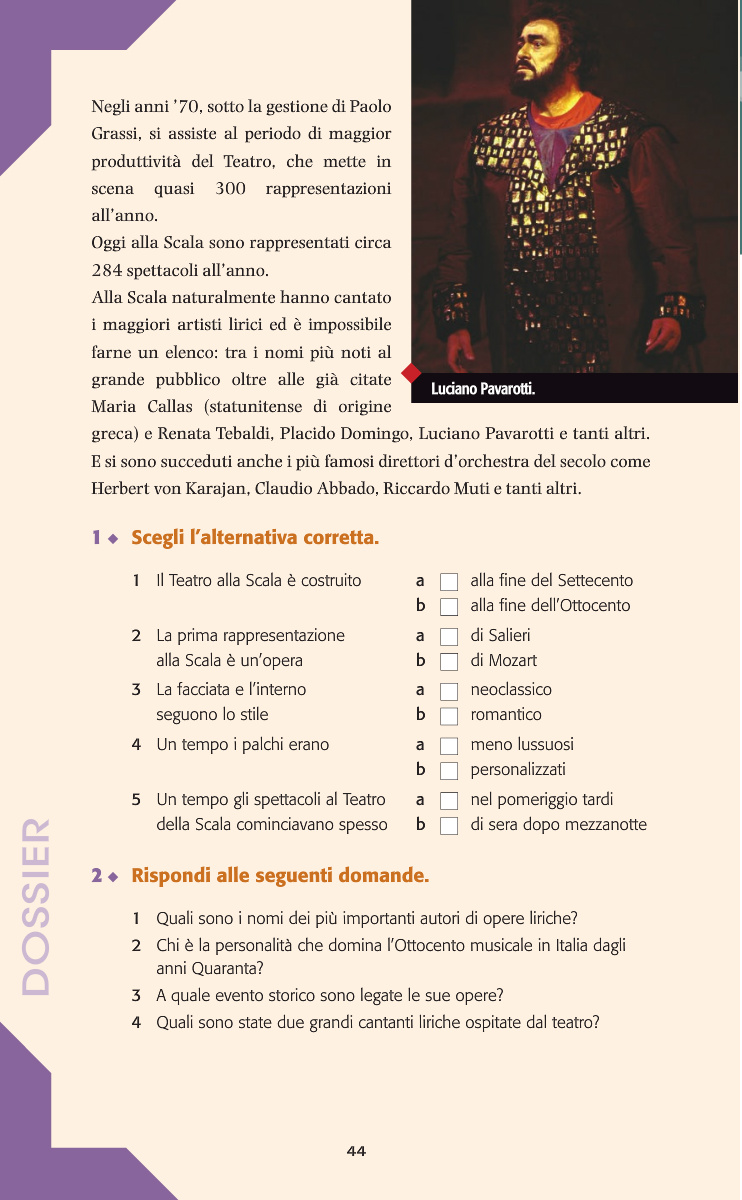 Negli anni ’70, sotto la gestione di Paolo
Grassi, si assiste al periodo di maggior
produttività del Teatro, che mette in
scena quasi 300 rappresentazioni
all’anno.
Oggi alla Scala sono rappresentati circa
284 spettacoli all’anno.
Alla Scala naturalmente hanno cantato
i maggiori artisti lirici ed è impossibile
farne un elenco: tra i nomi più noti al
grande pubblico oltre alle già citate
Maria Callas (statunitense di origine
greca) e Renata Tebaldi, Placido Domingo, Luciano Pavarotti e tanti altri.
E si sono succeduti anche i più famosi direttori d’orchestra del secolo come
Herbert von Karajan, Claudio Abbado, Riccardo Muti e tanti altri.
Luciano Pavarotti.
1 ◆ Scegli l’alternativa corretta.
1 Il Teatro alla Scala è costruito a alla fine del Settecento
b alla fine dell’Ottocento
2 La prima rappresentazione a di Salieri
alla Scala è un’opera b di Mozart
3 La facciata e l’interno a neoclassico
seguono lo stile b romantico
4 Un tempo i palchi erano a meno lussuosi
b personalizzati
5 Un tempo gli spettacoli al Teatro a nel pomeriggio tardi
della Scala cominciavano spesso b di sera dopo mezzanotte
2 ◆ Rispondi alle seguenti domande.
1 Quali sono i nomi dei più importanti autori di opere liriche?
2 Chi è la personalità che domina l’Ottocento musicale in Italia dagli
anni Quaranta?
3 A quale evento storico sono legate le sue opere?
4 Quali sono state due grandi cantanti liriche ospitate dal teatro?
DOSSIER
44